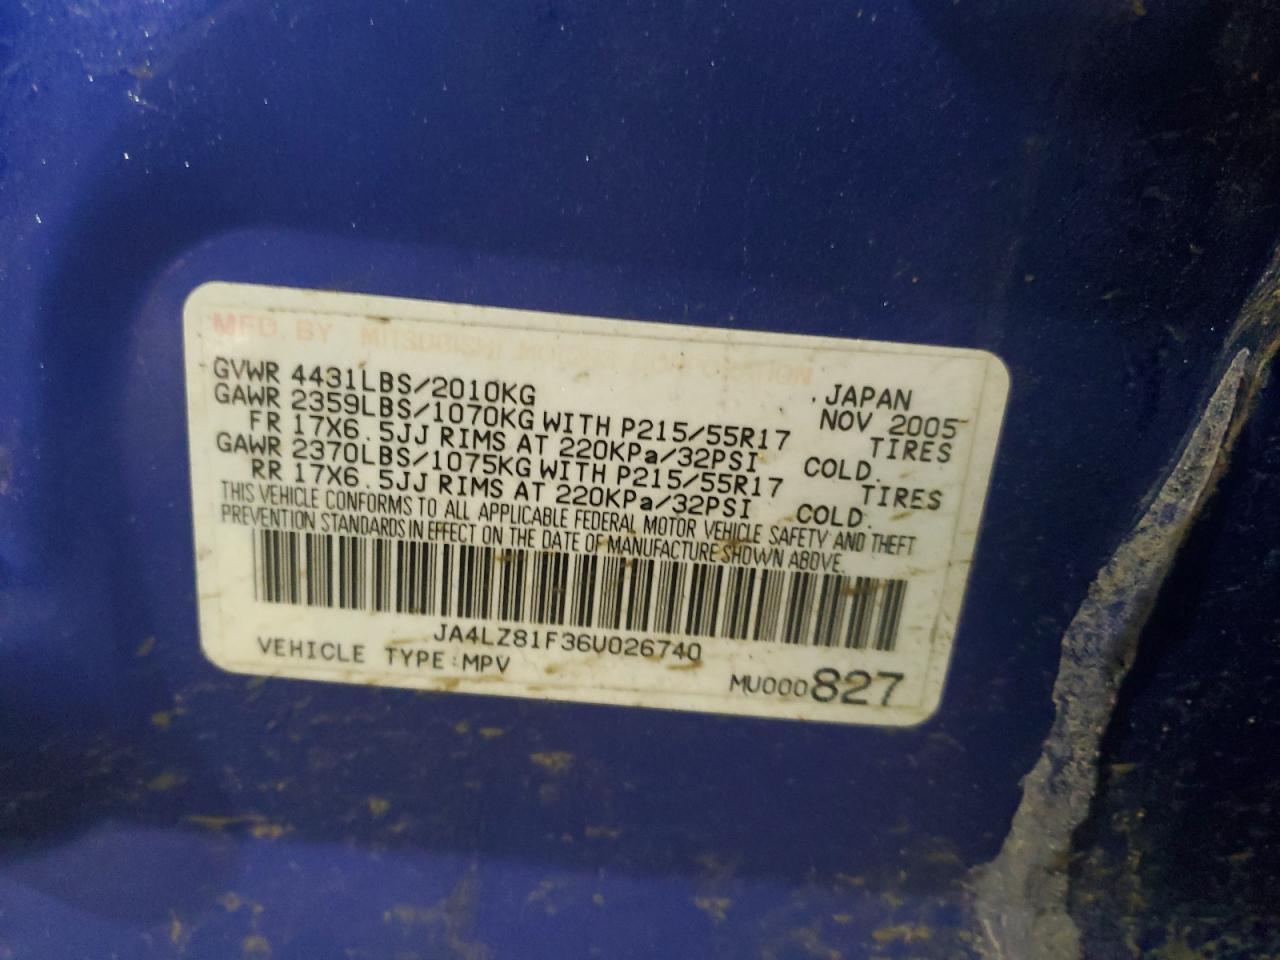 MFD. BY MITSUBISHI MOTORS CORPORATION
GVWR 4431LBS/2010KG JAPAN
GAWR 2359LBS/1070KG WITH P215/55R17 NOV 2005
FR 17X6.5JJ RIMS AT 220KPa/32PSI TIRES
GAWR 2370LBS/1075KG WITH P215/55R17 COLD.
RR 17X6.5JJ RIMS AT 220KPa/32PSI TIRES
COLD.
THIS VEHICLE CONFORMS TO ALL APPLICABLE FEDERAL MOTOR VEHICLE SAFETY AND THEFT
PREVENTION STANDARDS IN EFFECT ON THE DATE OF MANUFACTURE SHOWN ABOVE.
JA4LZ81F36U026740
VEHICLE TYPE:MPV
MU000827